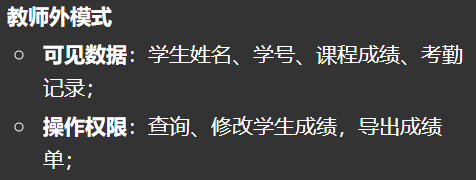 教师外模式
可见数据：学生姓名、学号、课程成绩、考勤
记录；
操作权限：查询、修改学生成绩，导出成绩
单；